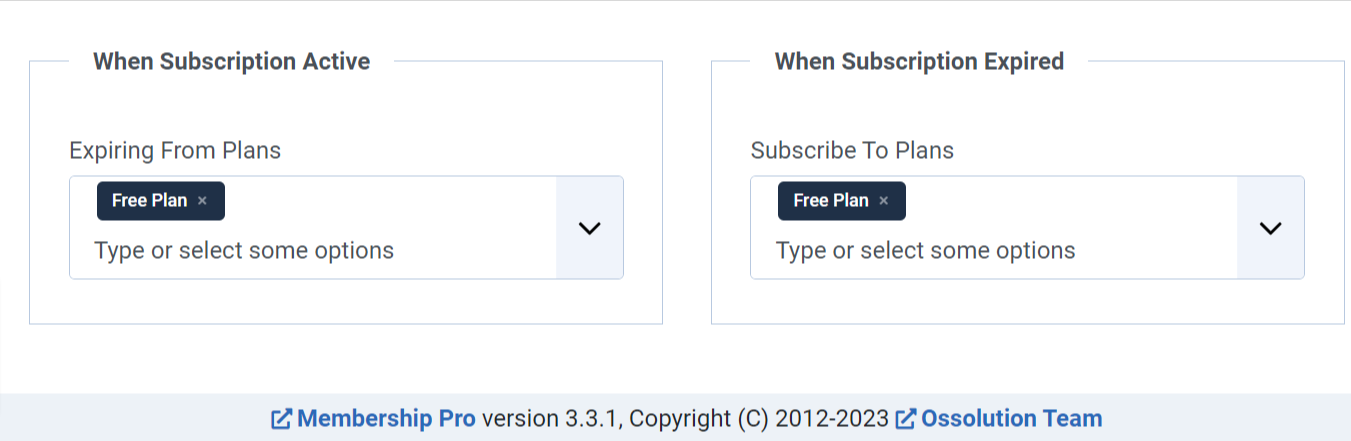 When Subscription Active
Expiring From Plans
Free Plan ×
Type or select some options
When Subscription Expired
Subscribe To Plans
Free Plan ×
Type or select some options
Membership Pro version 3.3.1, Copyright (C) 2012-2023 Ossolution Team